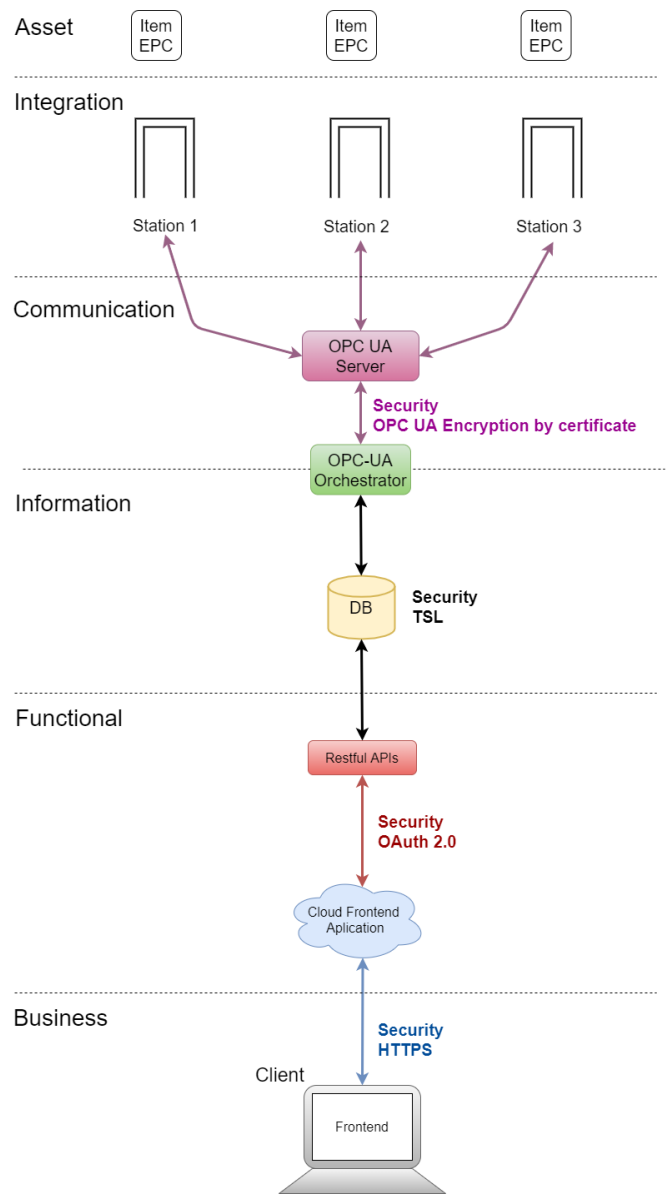 Asset
Item
EPC
Item
EPC
Item
EPC
Integration
Station 1
Station 2
Station 3
Communication
OPC UA
Server
Security
OPC UA Encryption by certificate
OPC-UA
Orchestrator
Information
DB
Security
TSL
Functional
Restful APIs
Security
OAuth 2.0
Cloud Frontend
Aplication
Business
Security
HTTPS
Client
Frontend